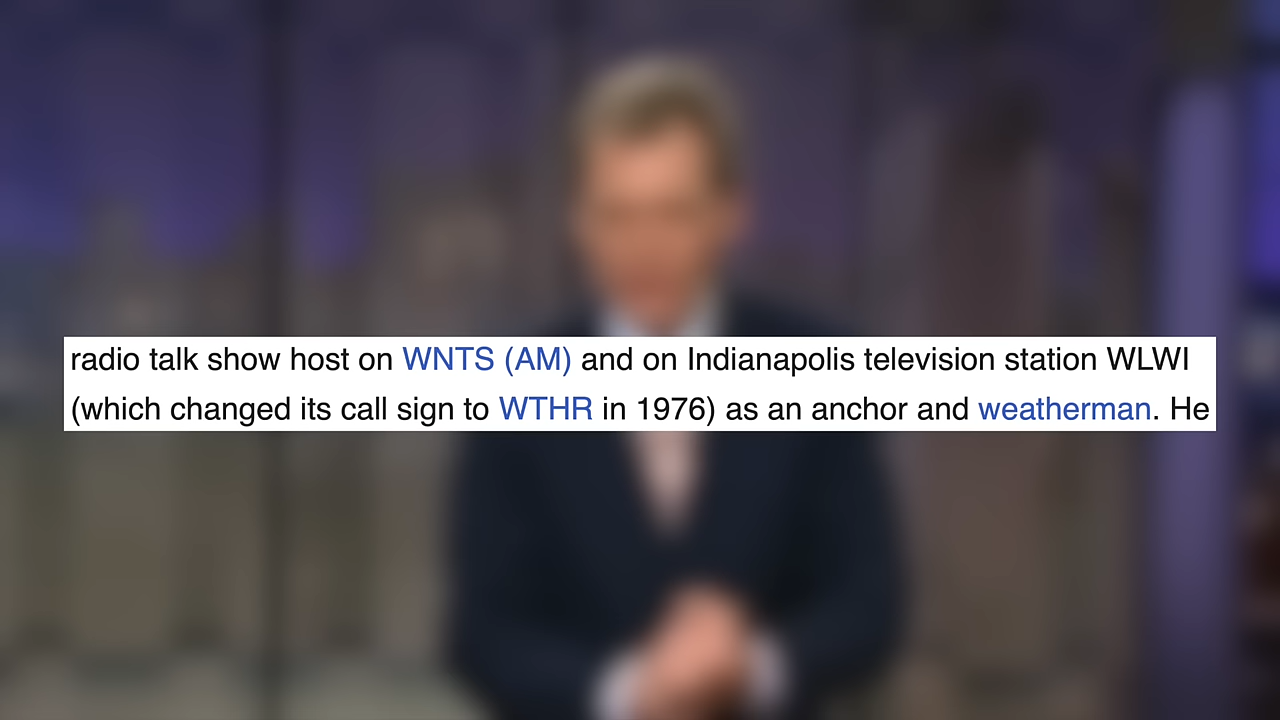 radio talk show host on WNTS (AM) and on Indianapolis television station WLWI
(which changed its call sign to WTHR in 1976) as an anchor and weatherman. He